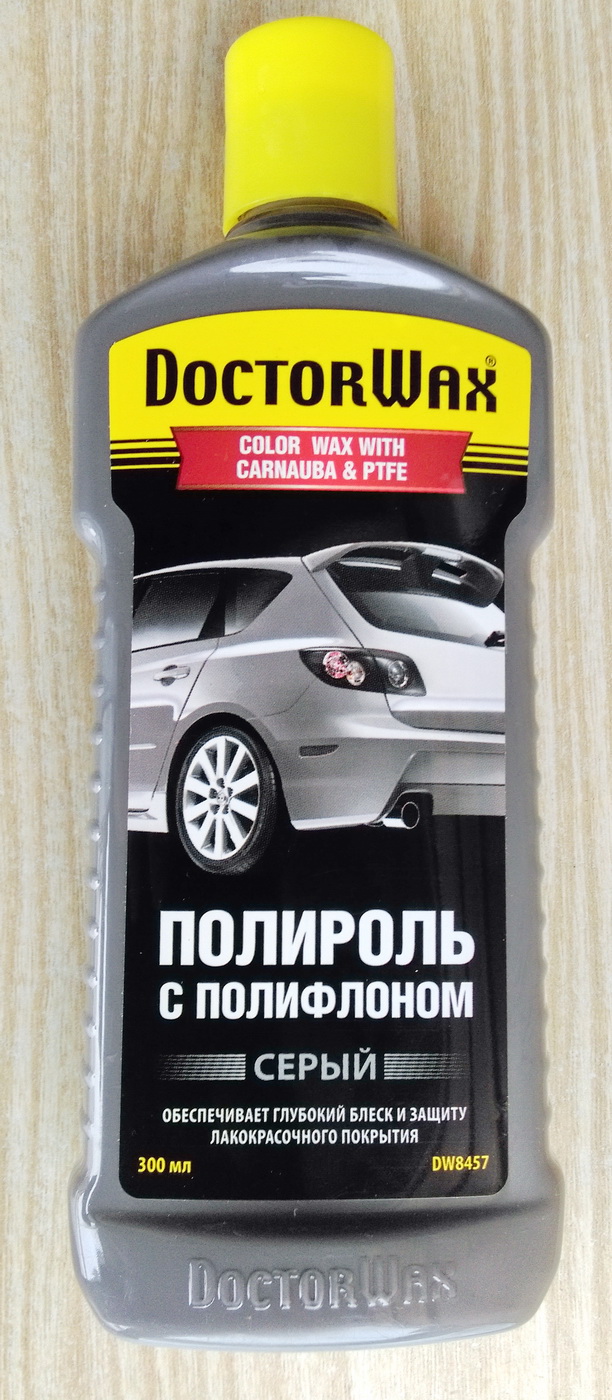 DOCTORWAX®
COLOR WAX WITH
CARNAUBA & PTFE
ПОЛИРОЛЬ
С ПОЛИФЛОНОМ
СЕРЫЙ
ОБЕСПЕЧИВАЕТ ГЛУБОКИЙ БЛЕСК И ЗАЩИТУ
ЛАКОКРАСОЧНОГО ПОКРЫТИЯ
300 мл DW8457
DOCTORWAX